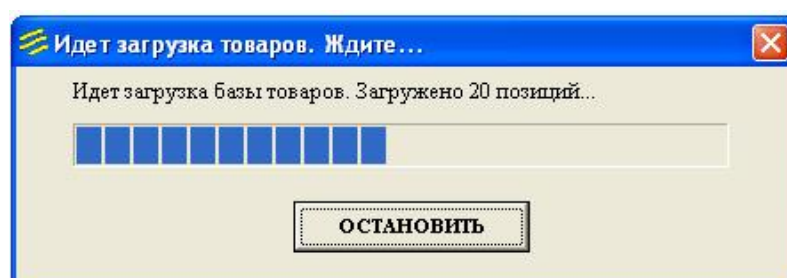 Идет загрузка товаров. Ждите...
Идет загрузка базы товаров. Загружено 20 позиций...
ОСТАНОВИТЬ